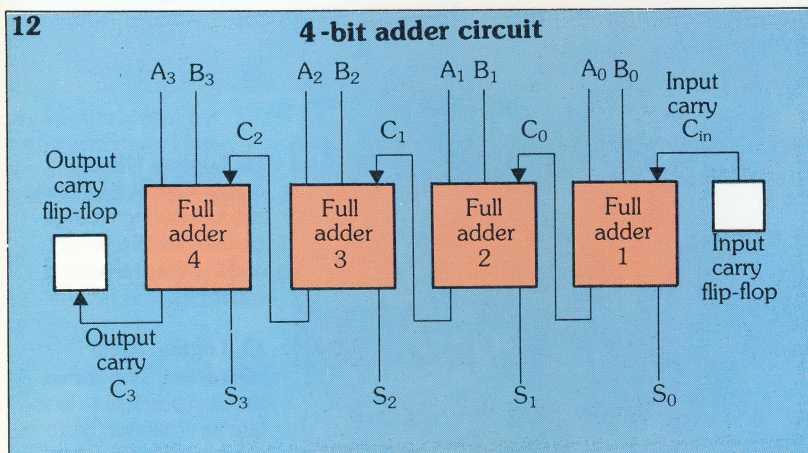 12
4-bit adder circuit
A₃ B₃
A₂ B₂
A₁ B₁
A₀ B₀
Input
carry
C_in
C₂
C₁
C₀
Output
carry
flip-flop
Full
adder
4
Full
adder
3
Full
adder
2
Full
adder
1
Input
carry
flip-flop
Output
carry
C₃
S₃
S₂
S₁
S₀